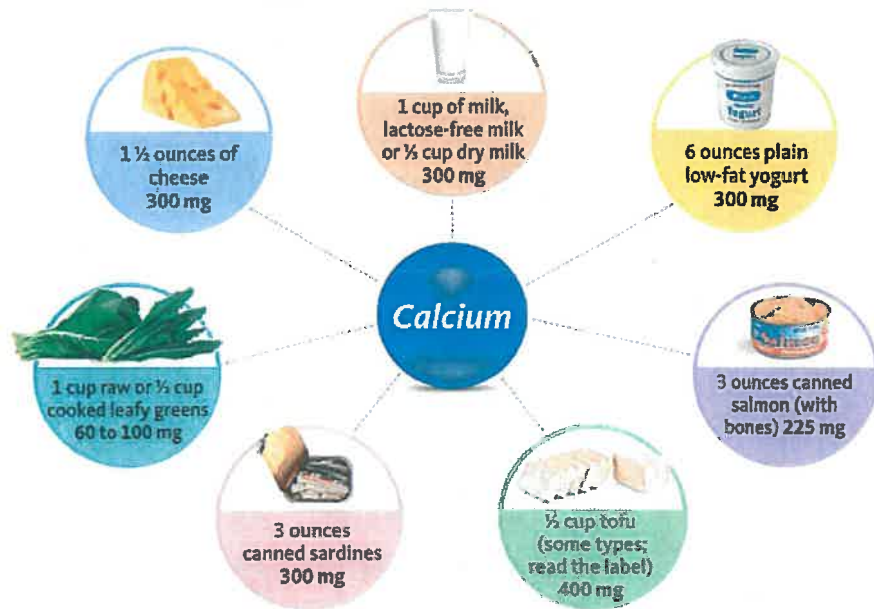 1 ½ ounces of
cheese
300 mg
1 cup of milk,
lactose-free milk
or ⅓ cup dry milk
300 mg
Yogurt
6 ounces plain
low-fat yogurt
300 mg
Calcium
1 cup raw or ½ cup
cooked leafy greens
60 to 100 mg
3 ounces canned
salmon (with
bones) 225 mg
3 ounces
canned sardines
300 mg
½ cup tofu
(some types;
read the label)
400 mg